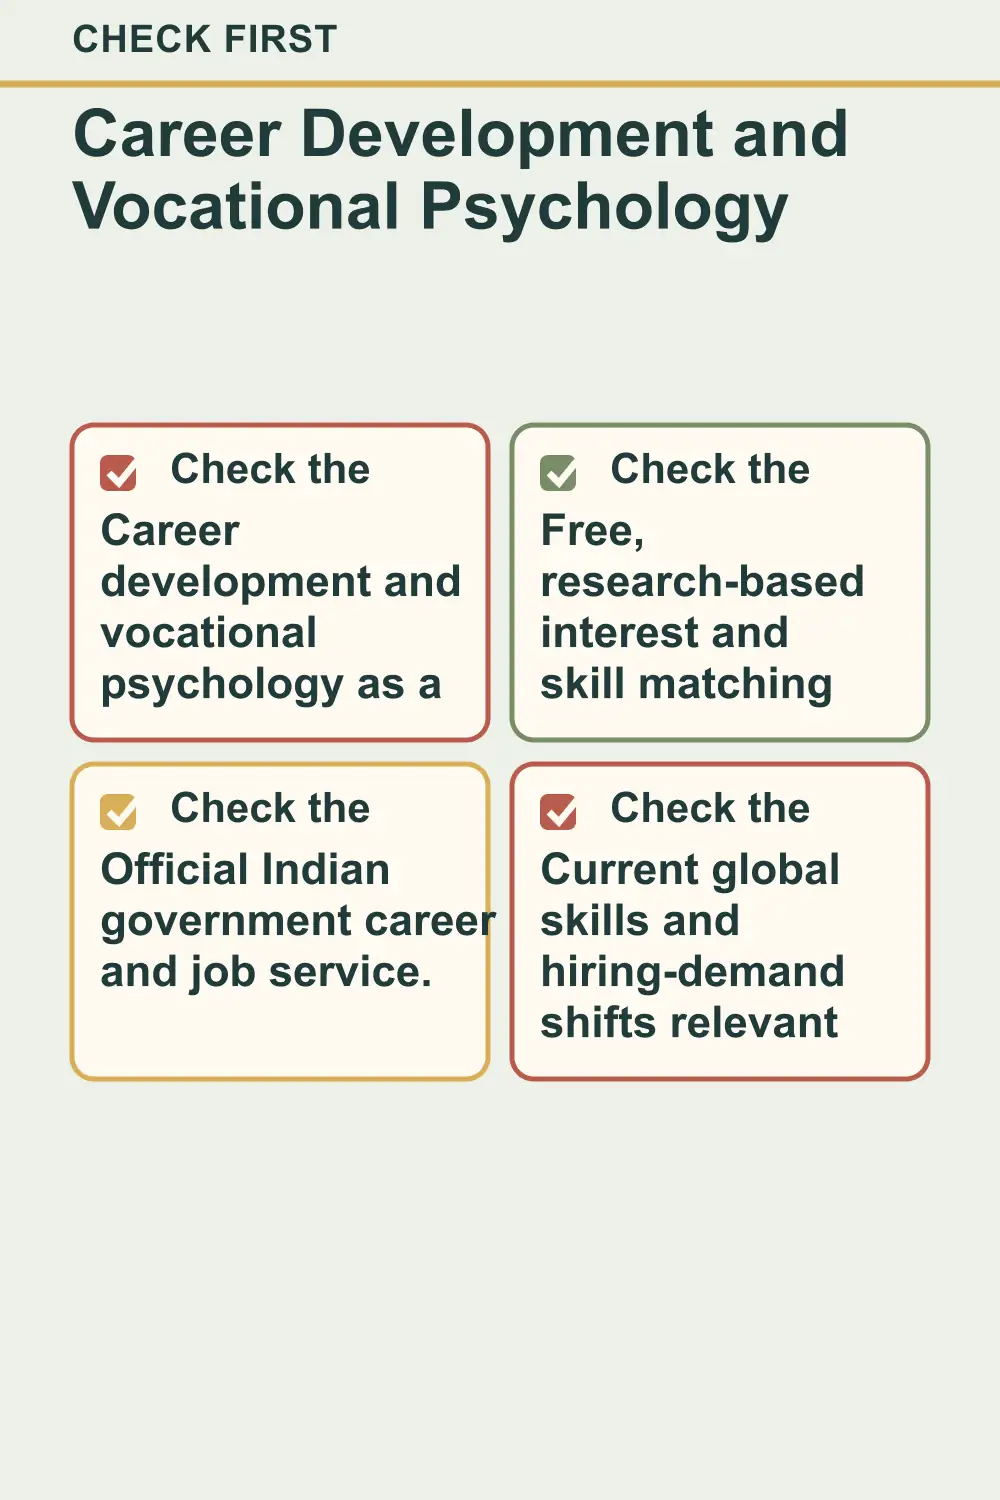 CHECK FIRST
Career Development and
Vocational Psychology
Check the
Career
development and
vocational
psychology as a
Check the
Free,
research-based
interest and
skill matching
Check the
Official Indian
government career
and job service.
Check the
Current global
skills and
hiring-demand
shifts relevant